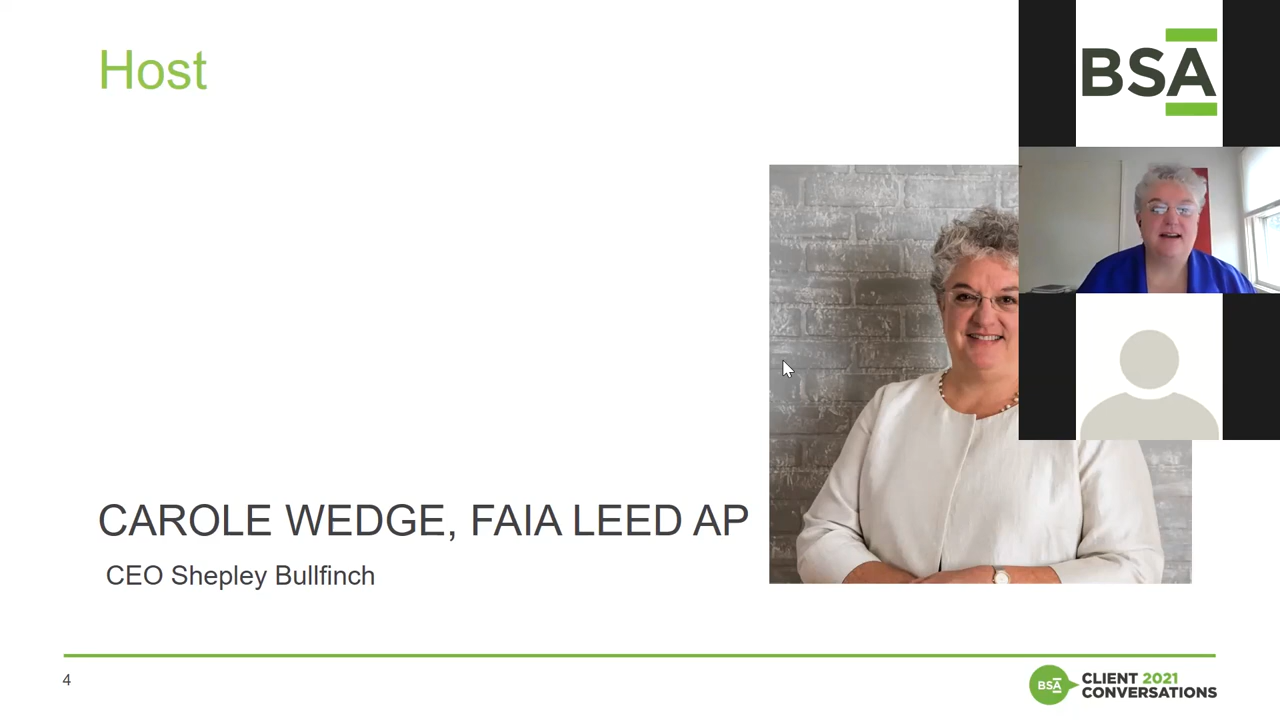 Host
BSA
CAROLE WEDGE, FAIA LEED AP
CEO Shepley Bullfinch
4
BSA
CLIENT 2021
CONVERSATIONS